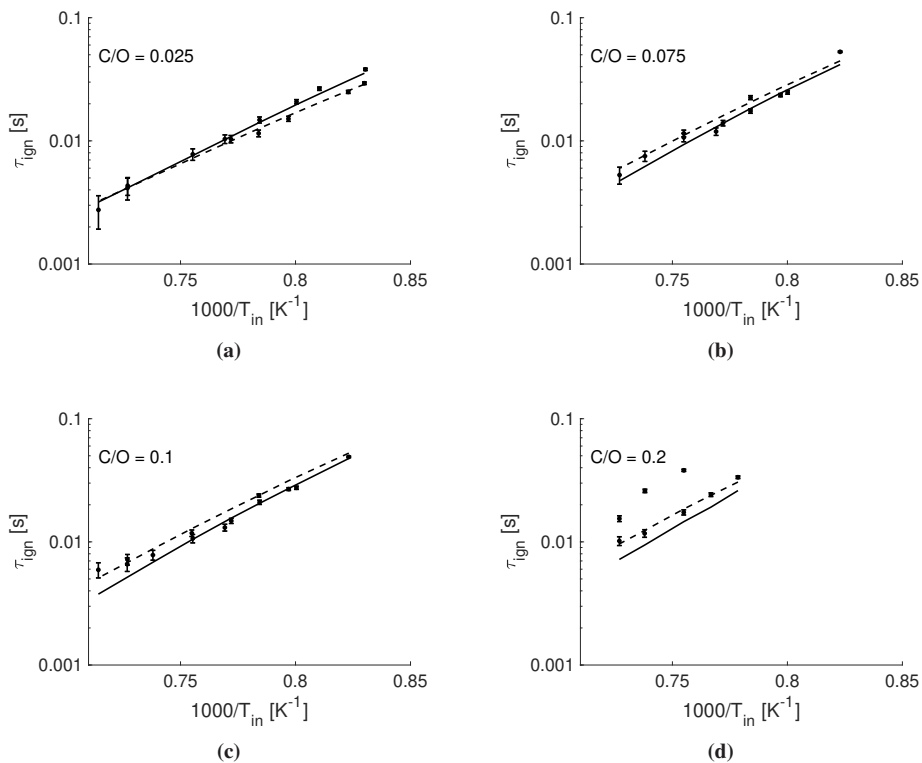 0.1
C/O = 0.025
0.01
0.001
τign [s]
0.75
0.8
0.85
1000/Tin [K-1]
(a)
0.1
C/O = 0.075
0.01
0.001
τign [s]
0.75
0.8
0.85
1000/Tin [K-1]
(b)
0.1
C/O = 0.1
0.01
0.001
τign [s]
0.75
0.8
0.85
1000/Tin [K-1]
(c)
0.1
C/O = 0.2
0.01
0.001
τign [s]
0.75
0.8
0.85
1000/Tin [K-1]
(d)